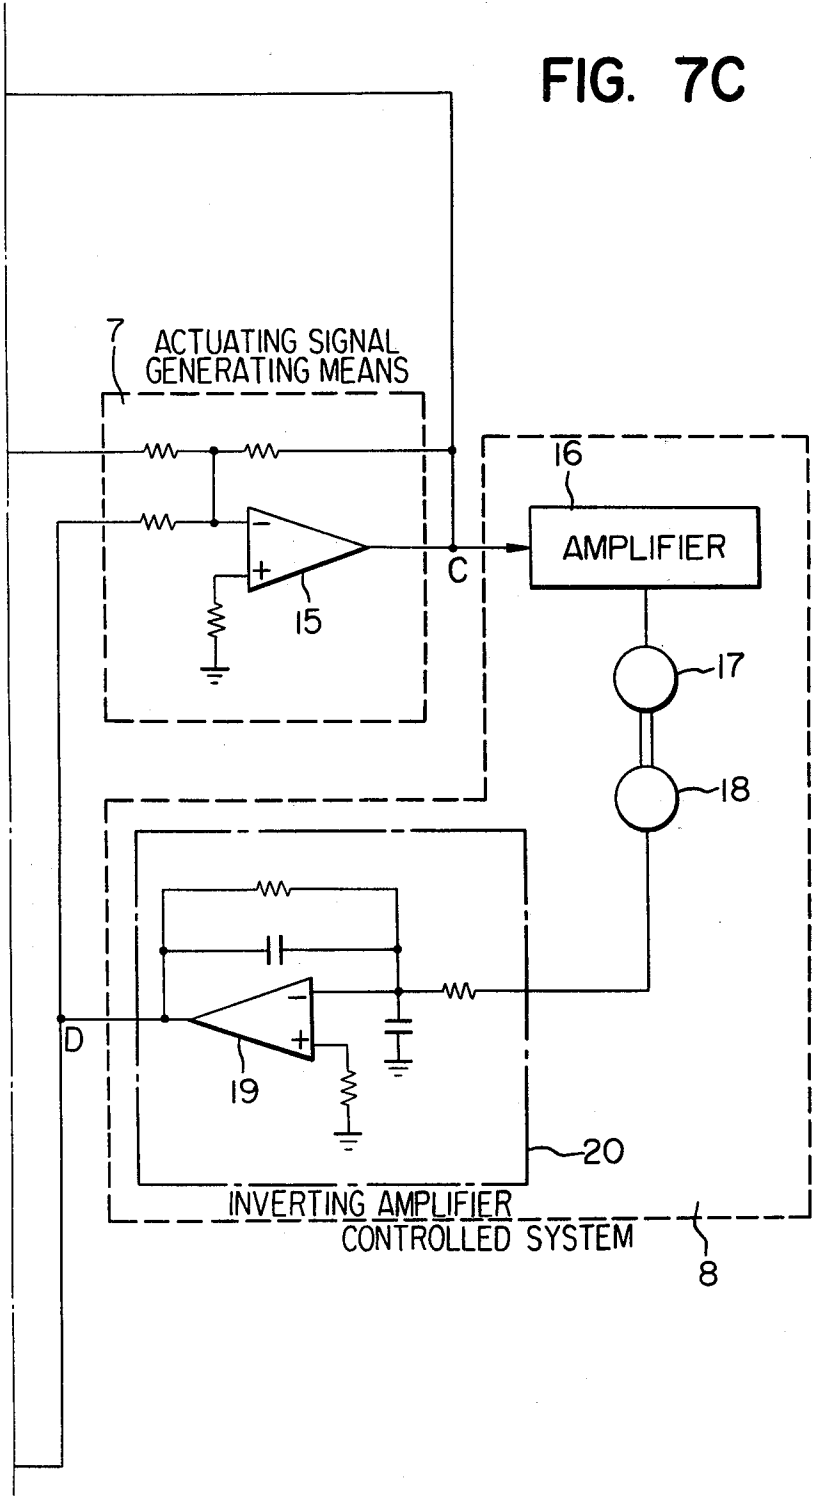 FIG. 7C
7
ACTUATING SIGNAL
GENERATING MEANS
16
AMPLIFIER
−
+
C
15
17
18
−
+
D
19
20
INVERTING AMPLIFIER
CONTROLLED SYSTEM
8